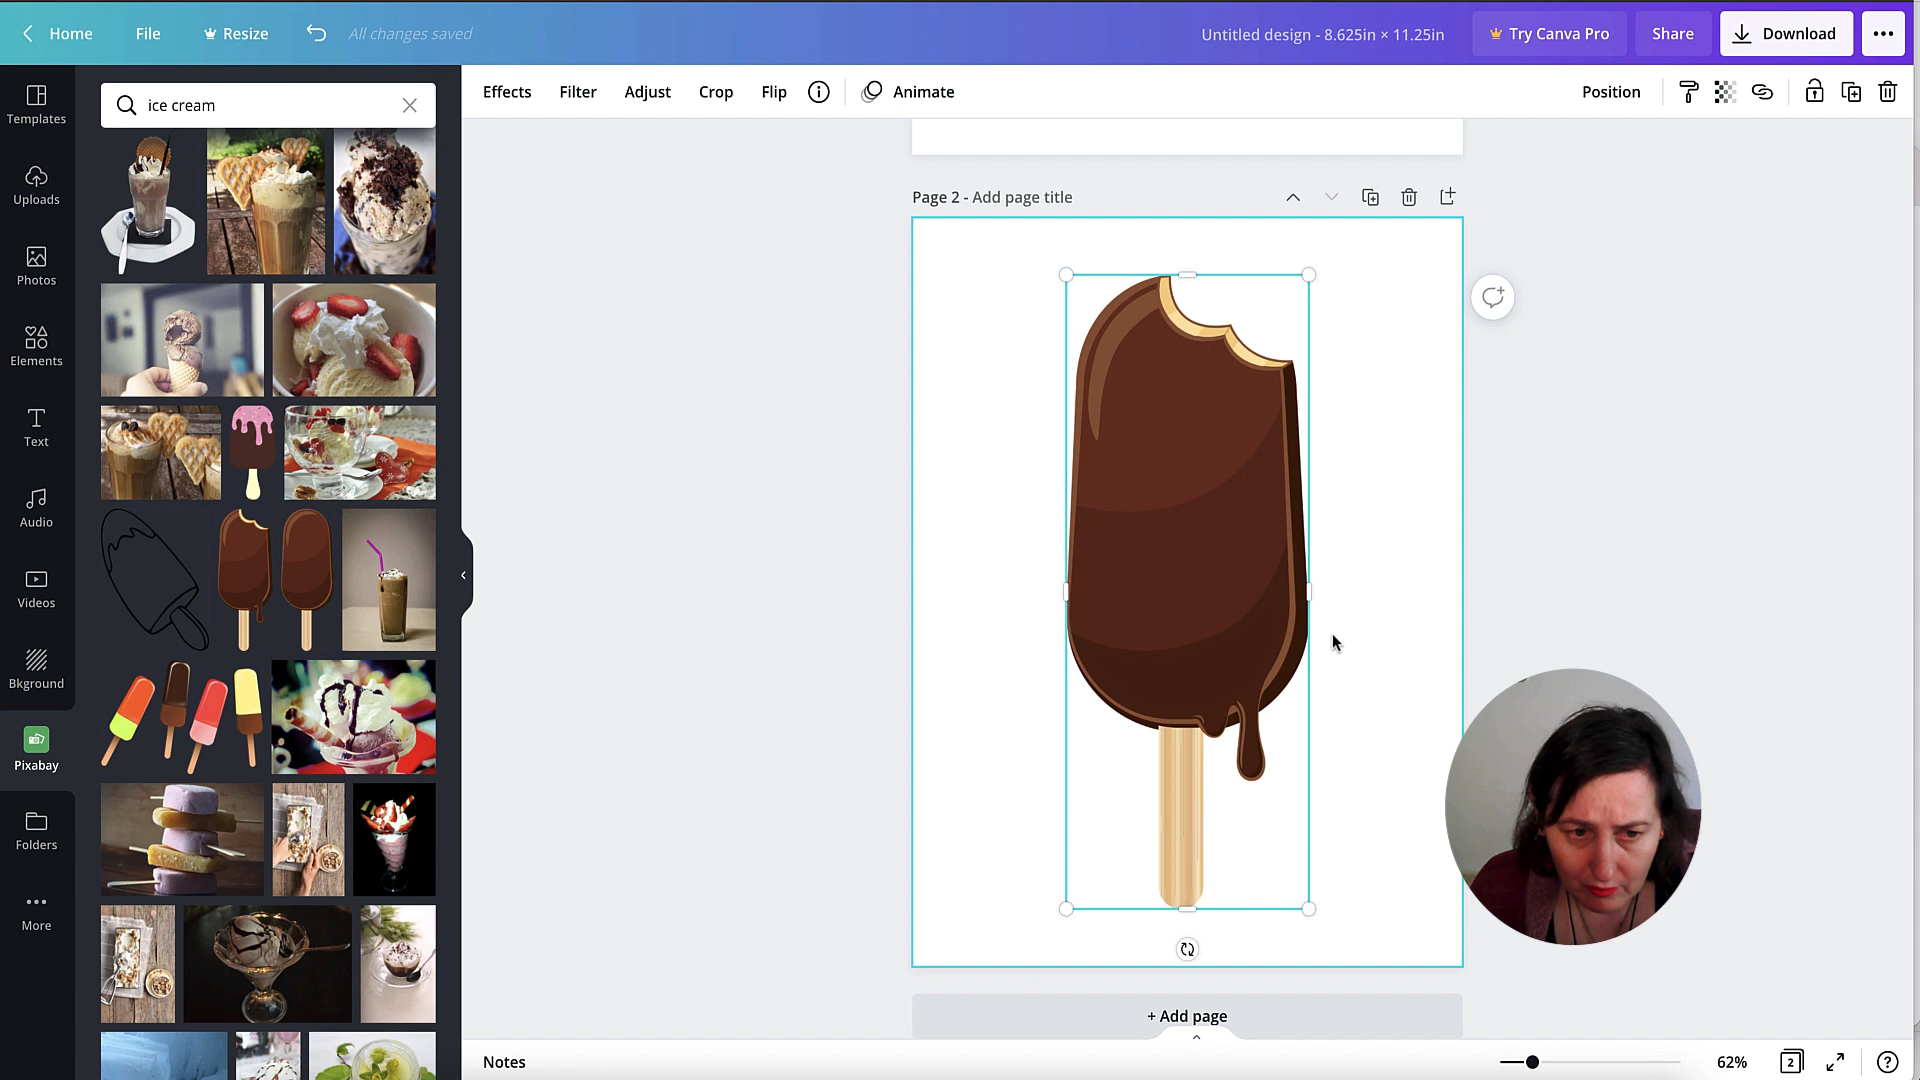 Home File Resize All changes saved Untitled design - 8.625in × 11.25in Try Canva Pro Share Download
ice cream
Effects Filter Adjust Crop Flip Animate Position
Templates
Uploads
Photos
Elements
Text
Audio
Videos
Bkground
Pixabay
Folders
More
Page 2 - Add page title
+ Add page
Notes 62% 2